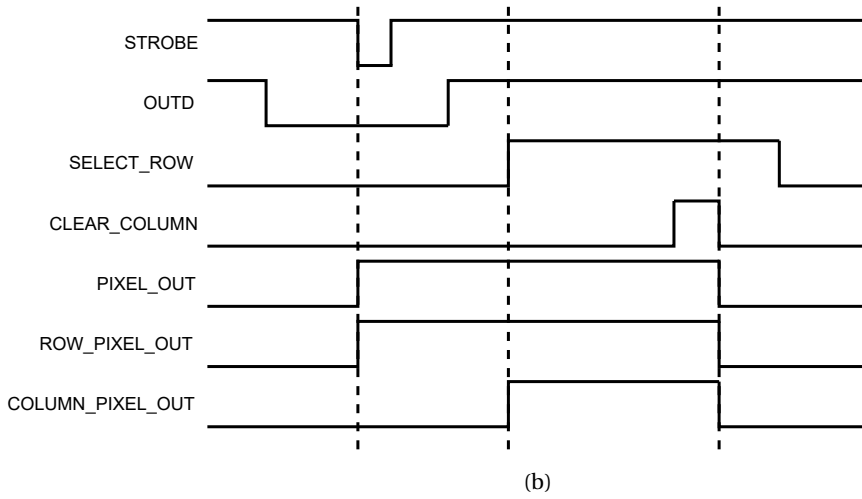 STROBE
OUTD
SELECT_ROW
CLEAR_COLUMN
PIXEL_OUT
ROW_PIXEL_OUT
COLUMN_PIXEL_OUT
(b)